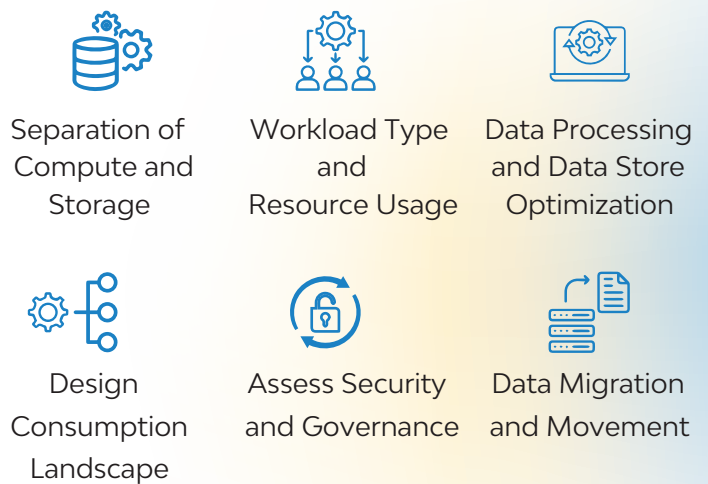 Separation of
Compute and
Storage
Workload Type
and
Resource Usage
Data Processing
and Data Store
Optimization
Design
Consumption
Landscape
Assess Security
and Governance
Data Migration
and Movement